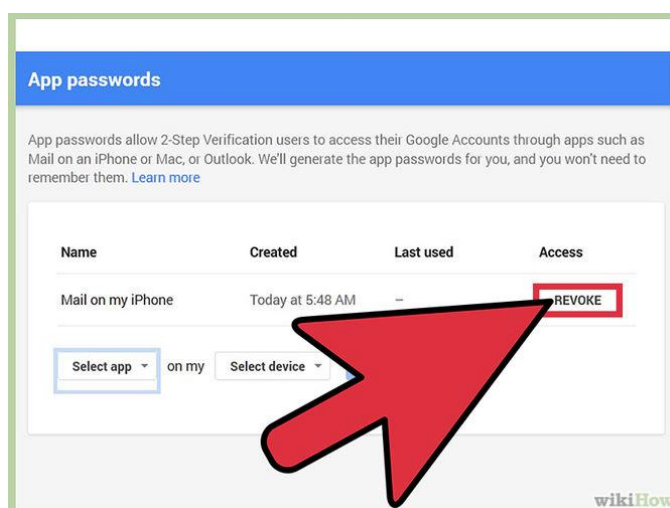 App passwords
App passwords allow 2-Step Verification users to access their Google Accounts through apps such as
Mail on an iPhone or Mac, or Outlook. We'll generate the app passwords for you, and you won't need to
remember them. Learn more
Name Created Last used Access
Mail on my iPhone Today at 5:48 AM – REVOKE
Select app on my Select device
wikiHow